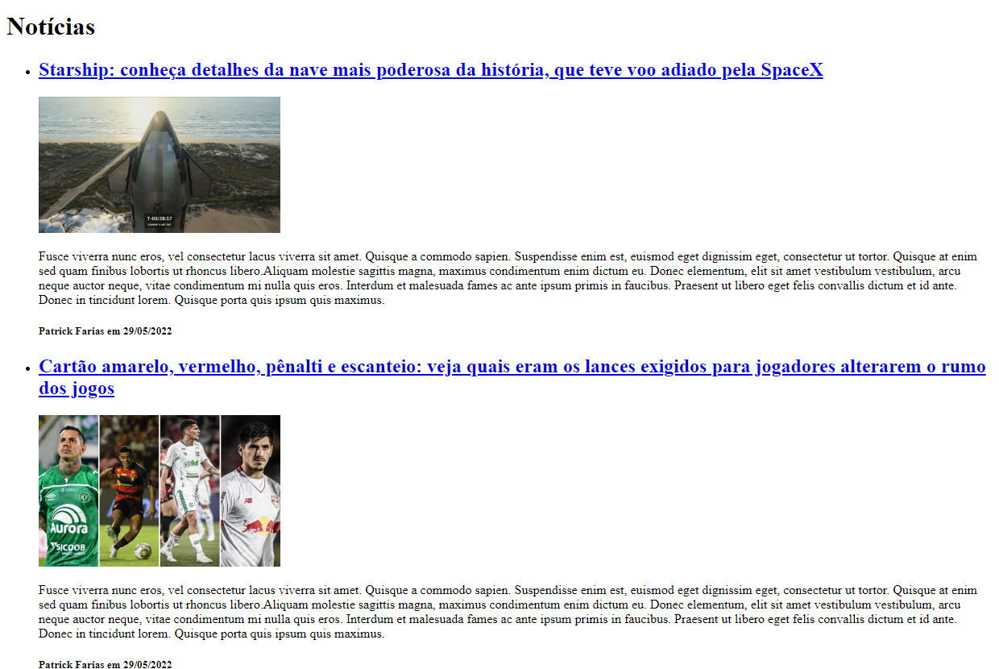 Notícias
Starship: conheça detalhes da nave mais poderosa da história, que teve voo adiado pela SpaceX
T-00:38:57
Fusce viverra nunc eros, vel consectetur lacus viverra sit amet. Quisque a commodo sapien. Suspendisse enim est, euismod eget dignissim eget, consectetur ut tortor. Quisque at enim
sed quam finibus lobortis ut rhoncus libero.Aliquam molestie sagittis magna, maximus condimentum enim dictum eu. Donec elementum, elit sit amet vestibulum vestibulum, arcu
neque auctor neque, vitae condimentum mi nulla quis eros. Interdum et malesuada fames ac ante ipsum primis in faucibus. Praesent ut libero eget felis convallis dictum et id ante.
Donec in tincidunt lorem. Quisque porta quis ipsum quis maximus.
Patrick Farias em 29/05/2022
Cartão amarelo, vermelho, pênalti e escanteio: veja quais eram os lances exigidos para jogadores alterarem o rumo
dos jogos
Aurora
SICOOB
Fusce viverra nunc eros, vel consectetur lacus viverra sit amet. Quisque a commodo sapien. Suspendisse enim est, euismod eget dignissim eget, consectetur ut tortor. Quisque at enim
sed quam finibus lobortis ut rhoncus libero.Aliquam molestie sagittis magna, maximus condimentum enim dictum eu. Donec elementum, elit sit amet vestibulum vestibulum, arcu
neque auctor neque, vitae condimentum mi nulla quis eros. Interdum et malesuada fames ac ante ipsum primis in faucibus. Praesent ut libero eget felis convallis dictum et id ante.
Donec in tincidunt lorem. Quisque porta quis ipsum quis maximus.
Patrick Farias em 29/05/2022